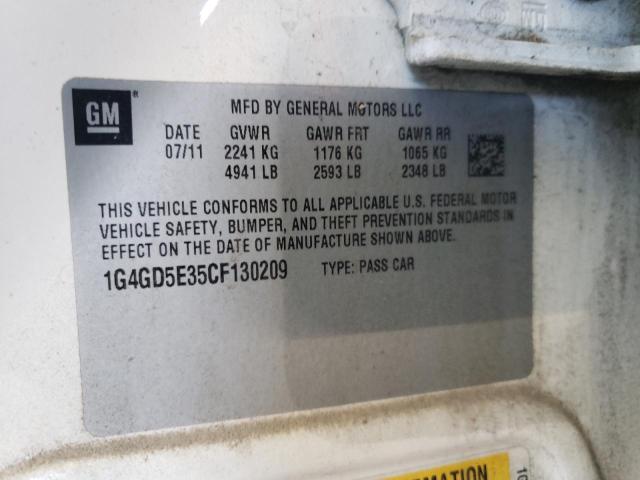 GM ® MFD BY GENERAL MOTORS LLC
DATE GVWR GAWR FRT GAWR RR
07/11 2241 KG 1176 KG 1065 KG
4941 LB 2593 LB 2348 LB
THIS VEHICLE CONFORMS TO ALL APPLICABLE U.S. FEDERAL MOTOR
VEHICLE SAFETY, BUMPER, AND THEFT PREVENTION STANDARDS IN
EFFECT ON THE DATE OF MANUFACTURE SHOWN ABOVE.
1G4GD5E35CF130209 TYPE: PASS CAR